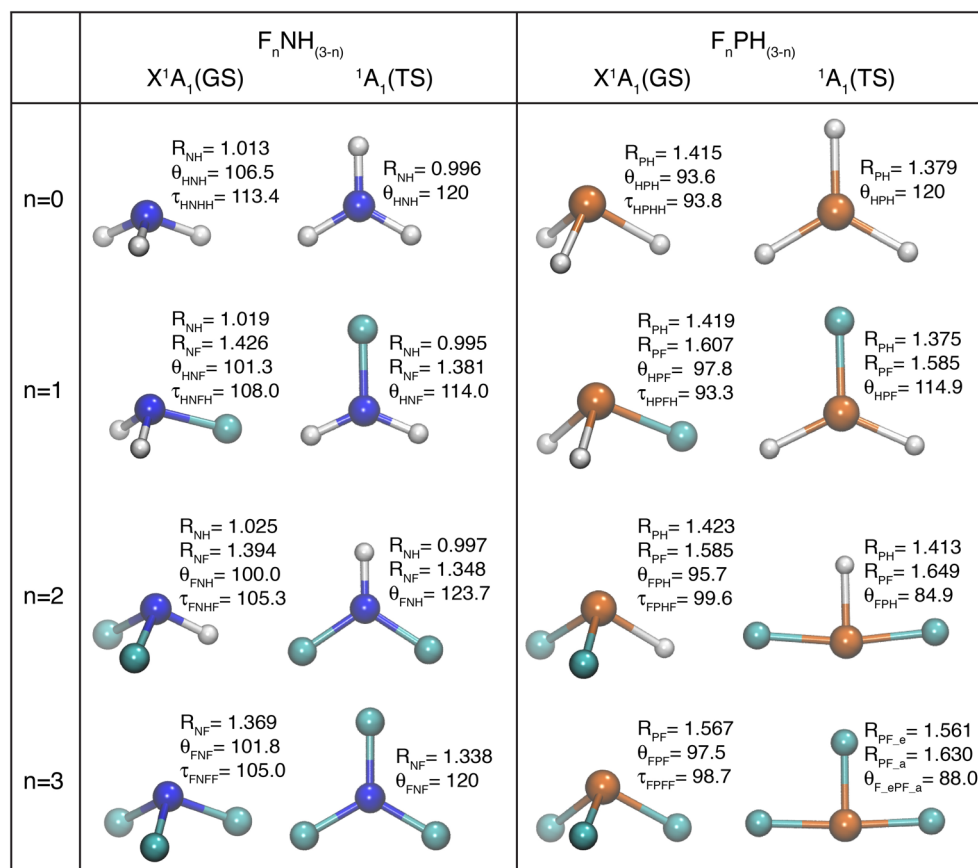 FₙNH₍₃₋ₙ₎
FₙPH₍₃₋ₙ₎
X¹A₁(GS)
¹A₁(TS)
X¹A₁(GS)
¹A₁(TS)
n=0
R_NH= 1.013
θ_HNH= 106.5
τ_HNHH= 113.4
R_NH= 0.996
θ_HNH= 120
R_PH= 1.415
θ_HPH= 93.6
τ_HPHH= 93.8
R_PH= 1.379
θ_HPH= 120
n=1
R_NH= 1.019
R_NF= 1.426
θ_HNF= 101.3
τ_HNFH= 108.0
R_NH= 0.995
R_NF= 1.381
θ_HNF= 114.0
R_PH= 1.419
R_PF= 1.607
θ_HPF= 97.8
τ_HPFH= 93.3
R_PH= 1.375
R_PF= 1.585
θ_HPF= 114.9
n=2
R_NH= 1.025
R_NF= 1.394
θ_FNH= 100.0
τ_FNHF= 105.3
R_NH= 0.997
R_NF= 1.348
θ_FNH= 123.7
R_PH= 1.423
R_PF= 1.585
θ_FPH= 95.7
τ_FPHF= 99.6
R_PH= 1.413
R_PF= 1.649
θ_FPH= 84.9
n=3
R_NF= 1.369
θ_FNF= 101.8
τ_FNFF= 105.0
R_NF= 1.338
θ_FNF= 120
R_PF= 1.567
θ_FPF= 97.5
τ_FPFF= 98.7
R_PF_e= 1.561
R_PF_a= 1.630
θ_F_ePF_a= 88.0